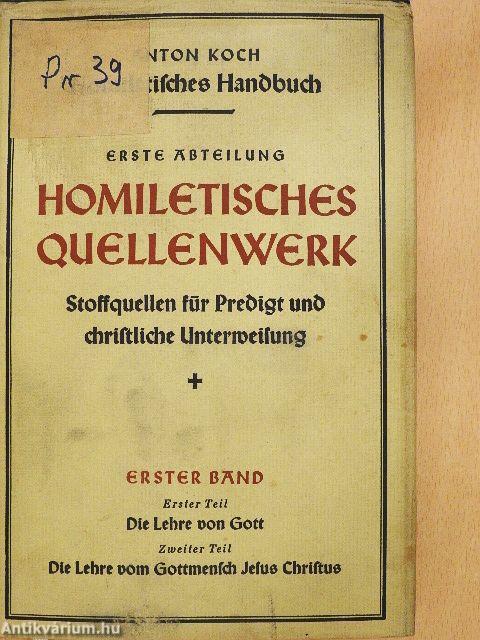 NTON KOCH
Pr 39
tisches Handbuch
ERSTE ABTEILUNG
HOMILETISCHES
QUELLENWERK
Stoffquellen für Predigt und
chriſtliche Unterweiſung
ERSTER BAND
Erster Teil
Die Lehre von Gott
Zweiter Teil
Die Lehre vom Gottmenſch Jeſus Chriſtus
Antikvárium.hu